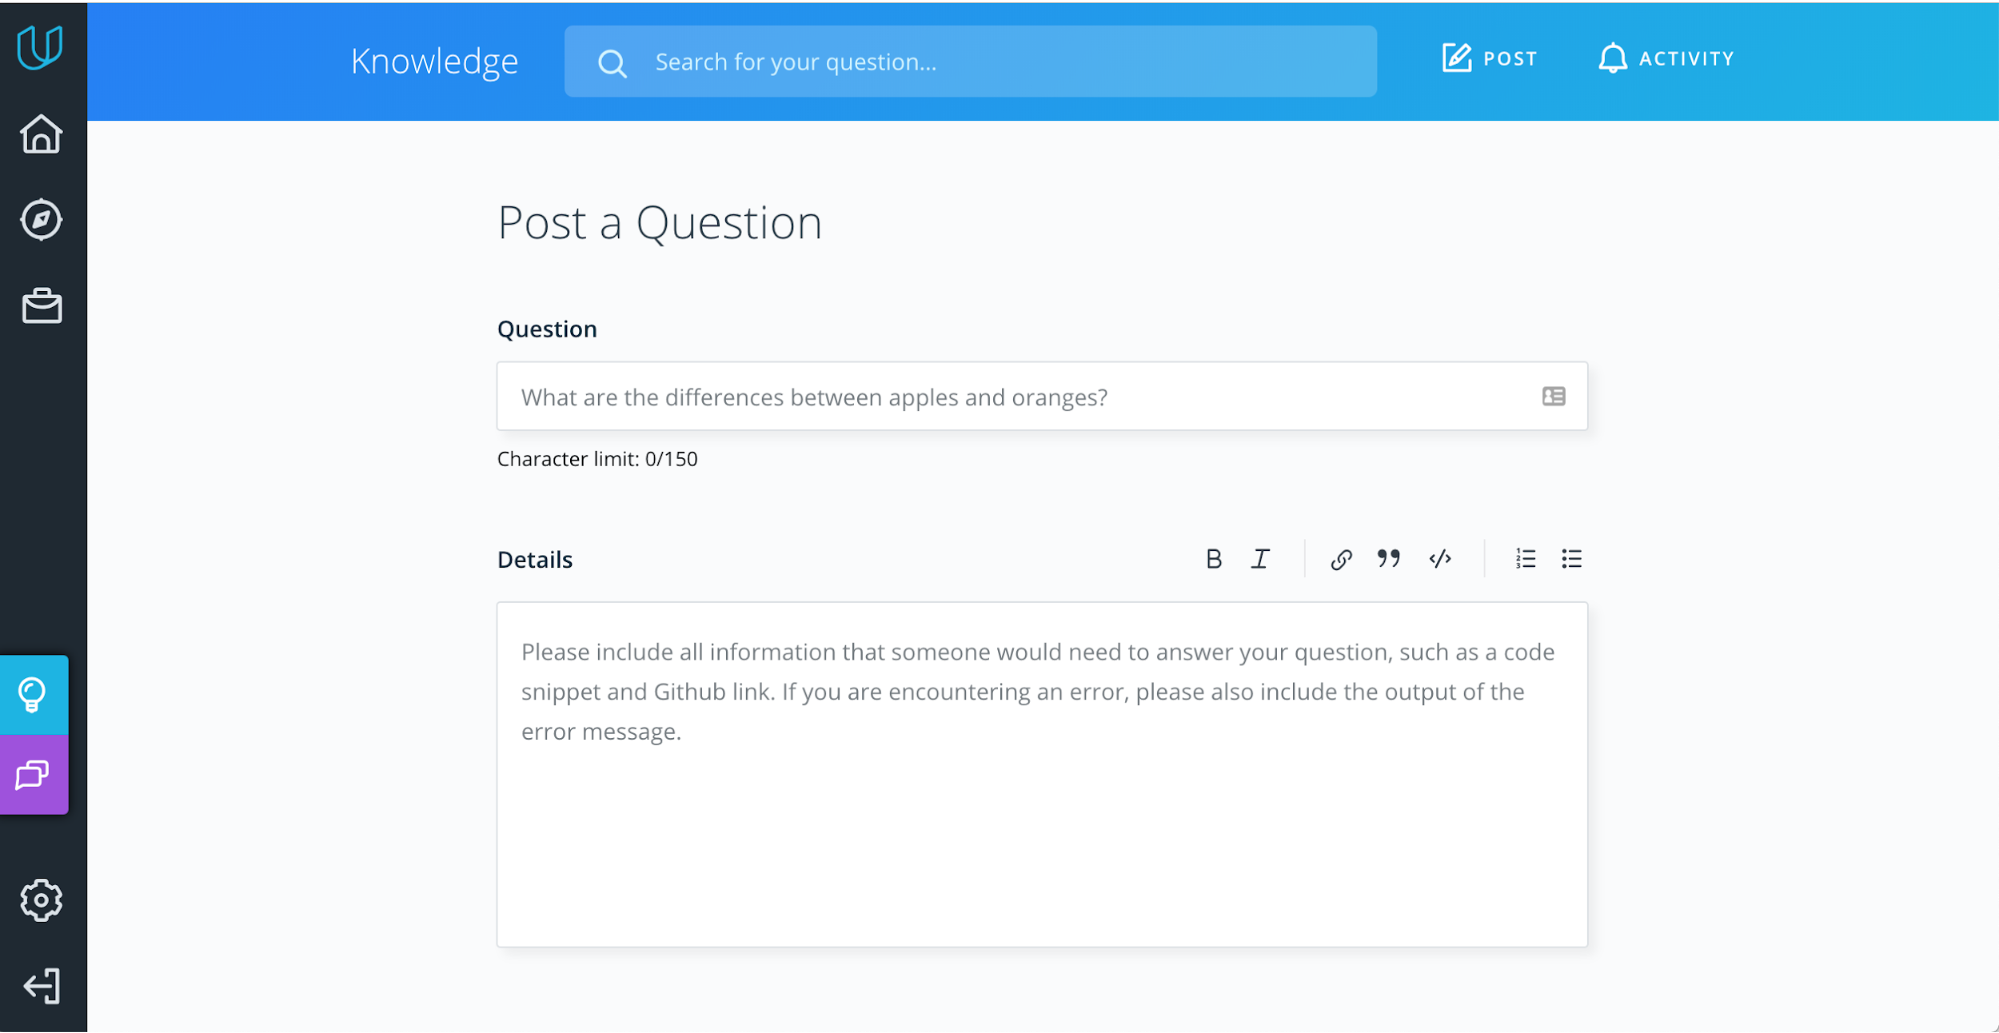 Knowledge
Search for your question...
POST
ACTIVITY
Post a Question
Question
What are the differences between apples and oranges?
Character limit: 0/150
Details
Please include all information that someone would need to answer your question, such as a code
snippet and Github link. If you are encountering an error, please also include the output of the
error message.